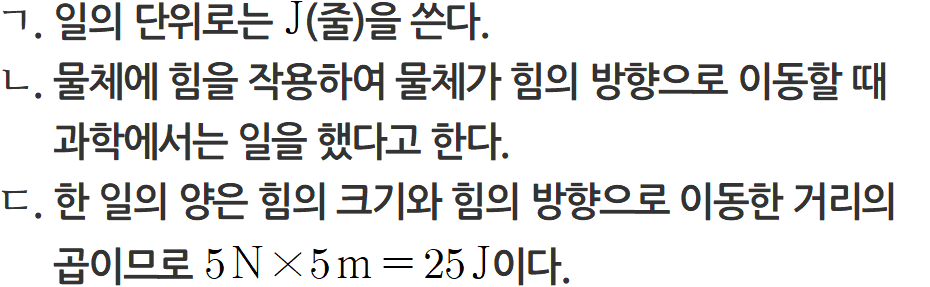 ㄱ. 일의 단위로는 J(줄)을 쓴다.
ㄴ. 물체에 힘을 작용하여 물체가 힘의 방향으로 이동할 때
과학에서는 일을 했다고 한다.
ㄷ. 한 일의 양은 힘의 크기와 힘의 방향으로 이동한 거리의
곱이므로 5N×5m=25J이다.